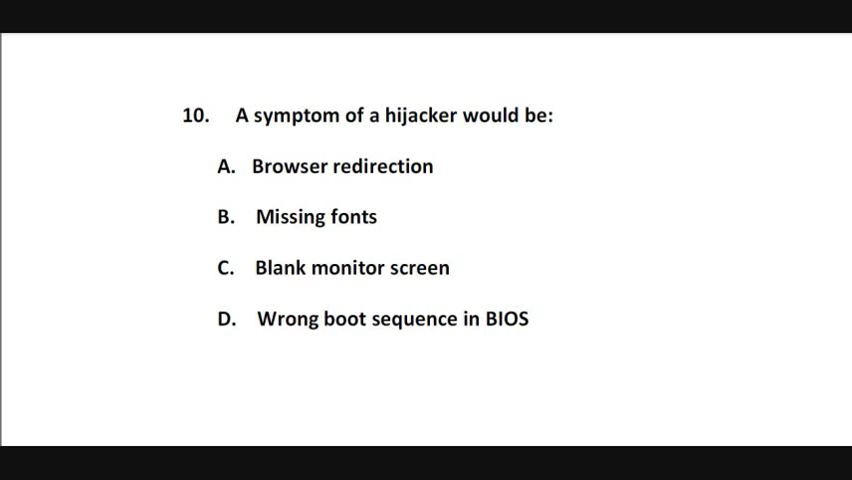 10. A symptom of a hijacker would be:
A. Browser redirection
B. Missing fonts
C. Blank monitor screen
D. Wrong boot sequence in BIOS